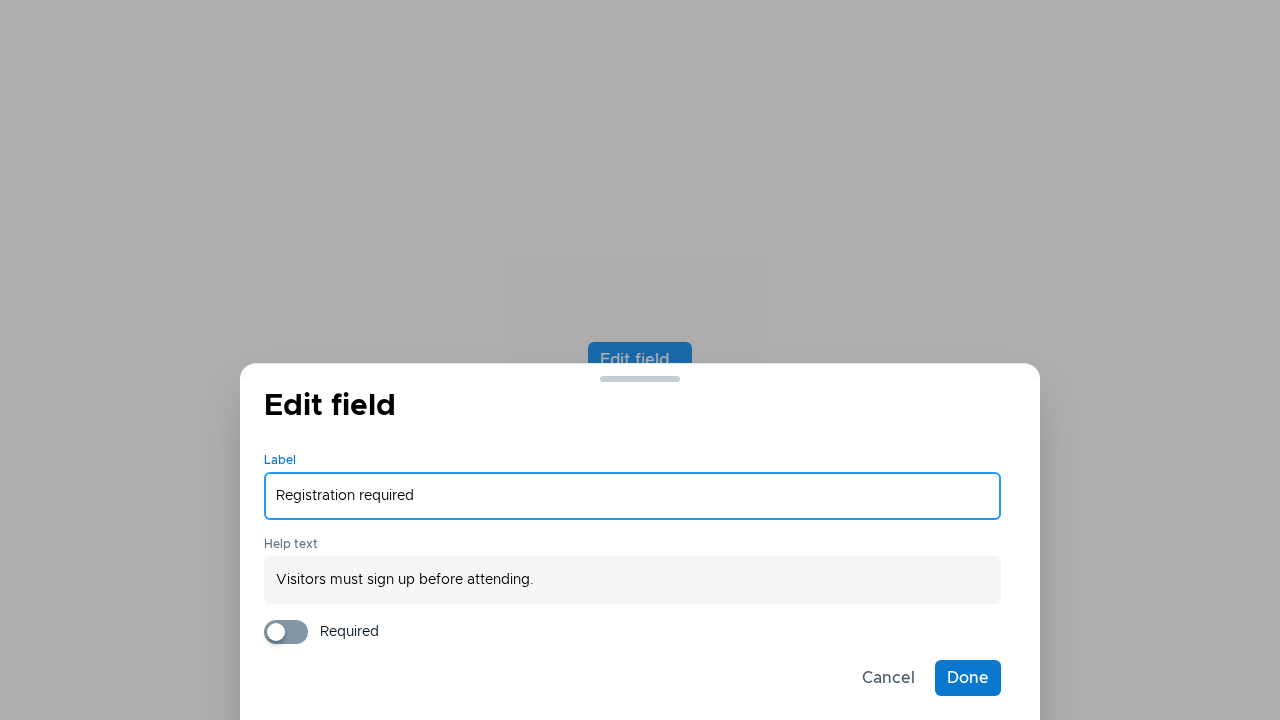 Edit field
Edit field
Label
Registration required
Help text
Visitors must sign up before attending.
Required
Cancel
Done